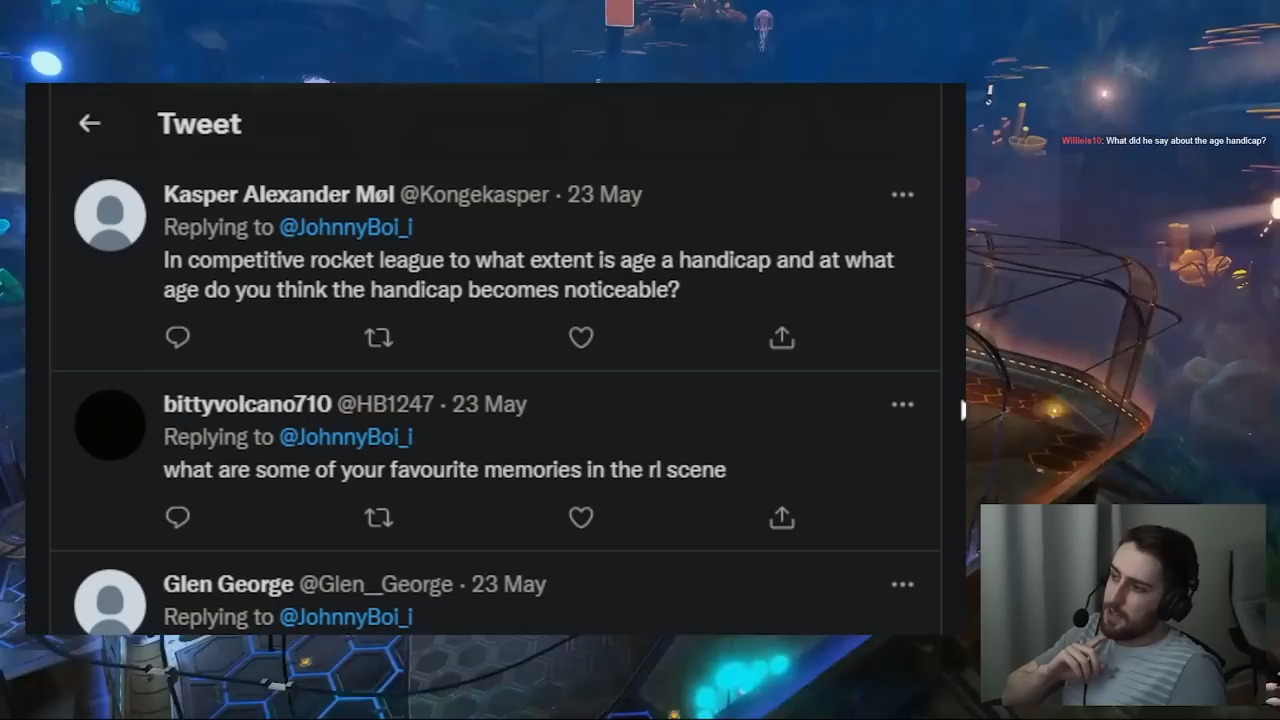 Tweet
Willieis10: What did he say about the age handicap?
Kasper Alexander Møl @Kongekasper · 23 May
Replying to @JohnnyBoi_i
In competitive rocket league to what extent is age a handicap and at what
age do you think the handicap becomes noticeable?
bittyvolcano710 @HB1247 · 23 May
Replying to @JohnnyBoi_i
what are some of your favourite memories in the rl scene
Glen George @Glen__George · 23 May
Replying to @JohnnyBoi_i